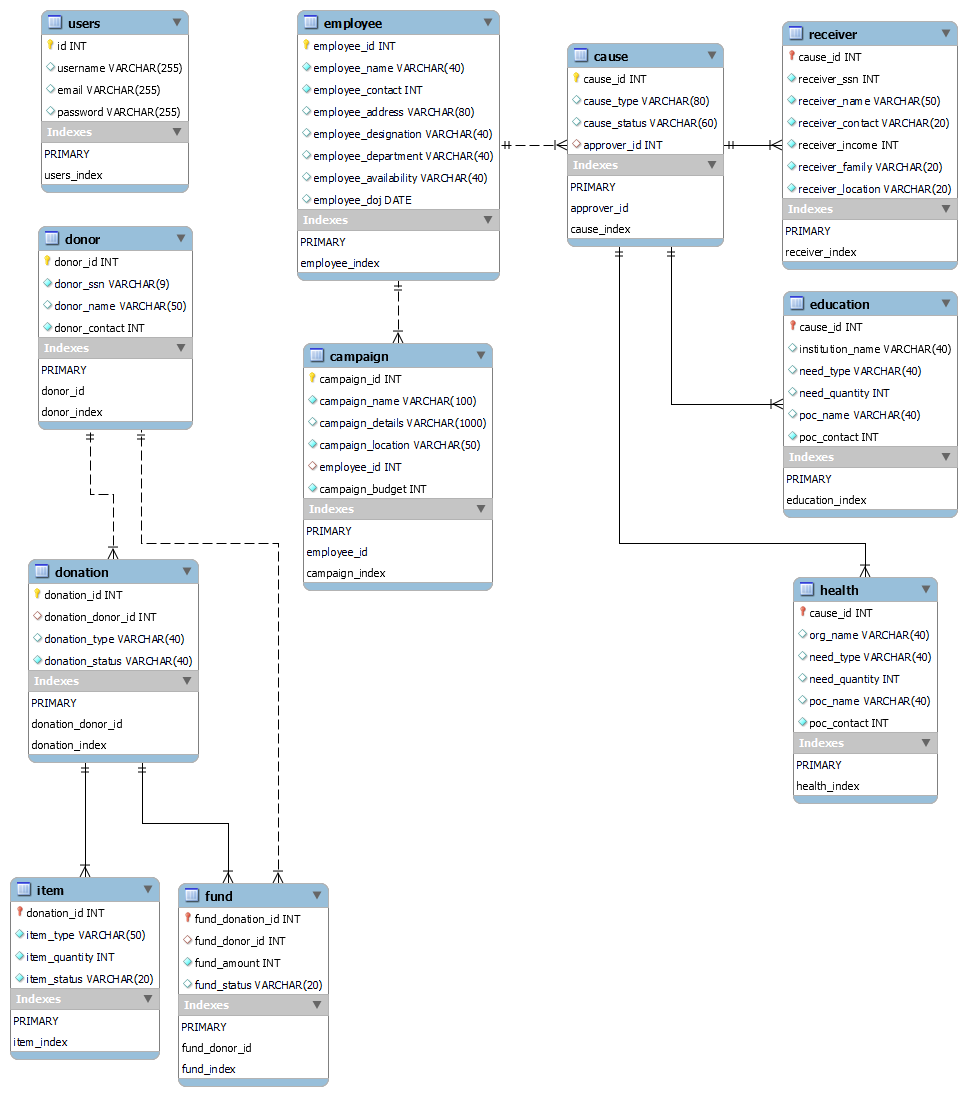 users
id INT
username VARCHAR(255)
email VARCHAR(255)
password VARCHAR(255)
Indexes
PRIMARY
users_index
employee
employee_id INT
employee_name VARCHAR(40)
employee_contact INT
employee_address VARCHAR(80)
employee_designation VARCHAR(40)
employee_department VARCHAR(40)
employee_availability VARCHAR(40)
employee_doj DATE
Indexes
PRIMARY
employee_index
cause
cause_id INT
cause_type VARCHAR(80)
cause_status VARCHAR(60)
approver_id INT
Indexes
PRIMARY
approver_id
cause_index
receiver
cause_id INT
receiver_ssn INT
receiver_name VARCHAR(50)
receiver_contact VARCHAR(20)
receiver_income INT
receiver_family VARCHAR(20)
receiver_location VARCHAR(20)
Indexes
PRIMARY
receiver_index
donor
donor_id INT
donor_ssn VARCHAR(9)
donor_name VARCHAR(50)
donor_contact INT
Indexes
PRIMARY
donor_id
donor_index
campaign
campaign_id INT
campaign_name VARCHAR(100)
campaign_details VARCHAR(1000)
campaign_location VARCHAR(50)
employee_id INT
campaign_budget INT
Indexes
PRIMARY
employee_id
campaign_index
education
cause_id INT
institution_name VARCHAR(40)
need_type VARCHAR(40)
need_quantity INT
poc_name VARCHAR(40)
poc_contact INT
Indexes
PRIMARY
education_index
donation
donation_id INT
donation_donor_id INT
donation_type VARCHAR(40)
donation_status VARCHAR(40)
Indexes
PRIMARY
donation_donor_id
donation_index
health
cause_id INT
org_name VARCHAR(40)
need_type VARCHAR(40)
need_quantity INT
poc_name VARCHAR(40)
poc_contact INT
Indexes
PRIMARY
health_index
item
donation_id INT
item_type VARCHAR(50)
item_quantity INT
item_status VARCHAR(20)
Indexes
PRIMARY
item_index
fund
fund_donation_id INT
fund_donor_id INT
fund_amount INT
fund_status VARCHAR(20)
Indexes
PRIMARY
fund_donor_id
fund_index